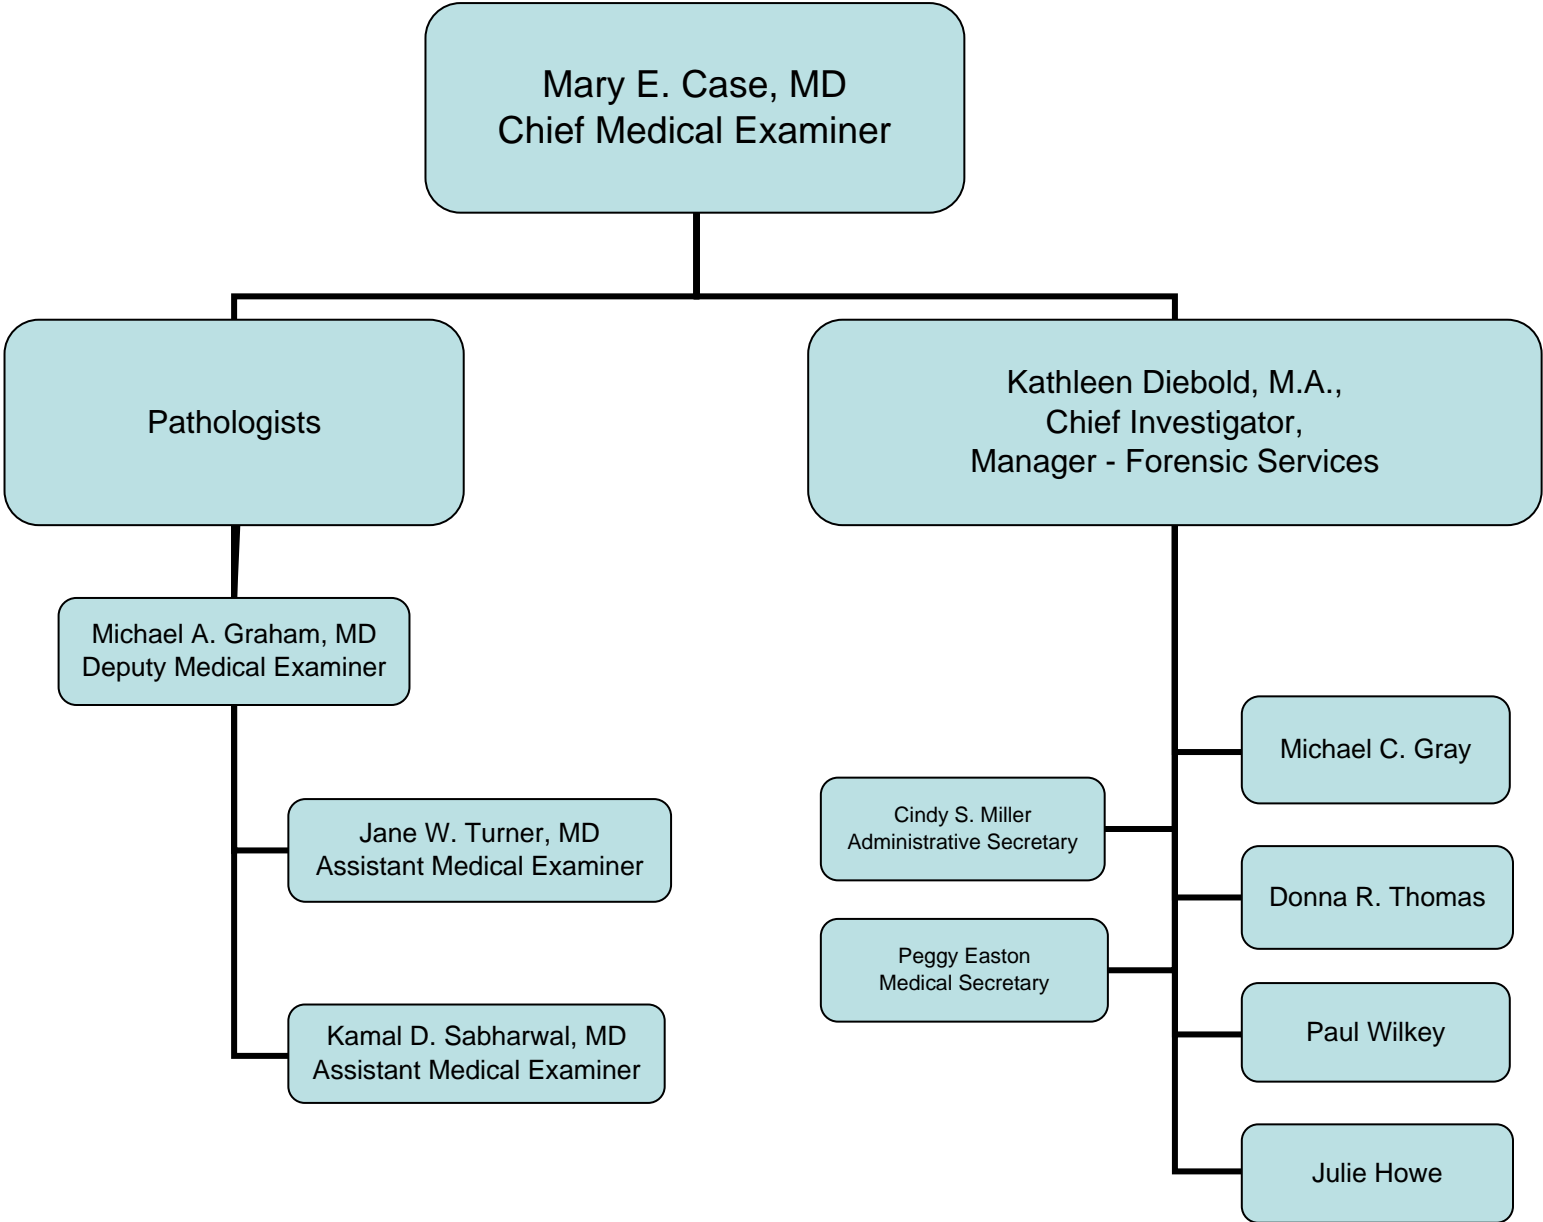 Mary E. Case, MD
Chief Medical Examiner
Pathologists
Kathleen Diebold, M.A.,
Chief Investigator,
Manager - Forensic Services
Michael A. Graham, MD
Deputy Medical Examiner
Jane W. Turner, MD
Assistant Medical Examiner
Kamal D. Sabharwal, MD
Assistant Medical Examiner
Cindy S. Miller
Administrative Secretary
Peggy Easton
Medical Secretary
Michael C. Gray
Donna R. Thomas
Paul Wilkey
Julie Howe